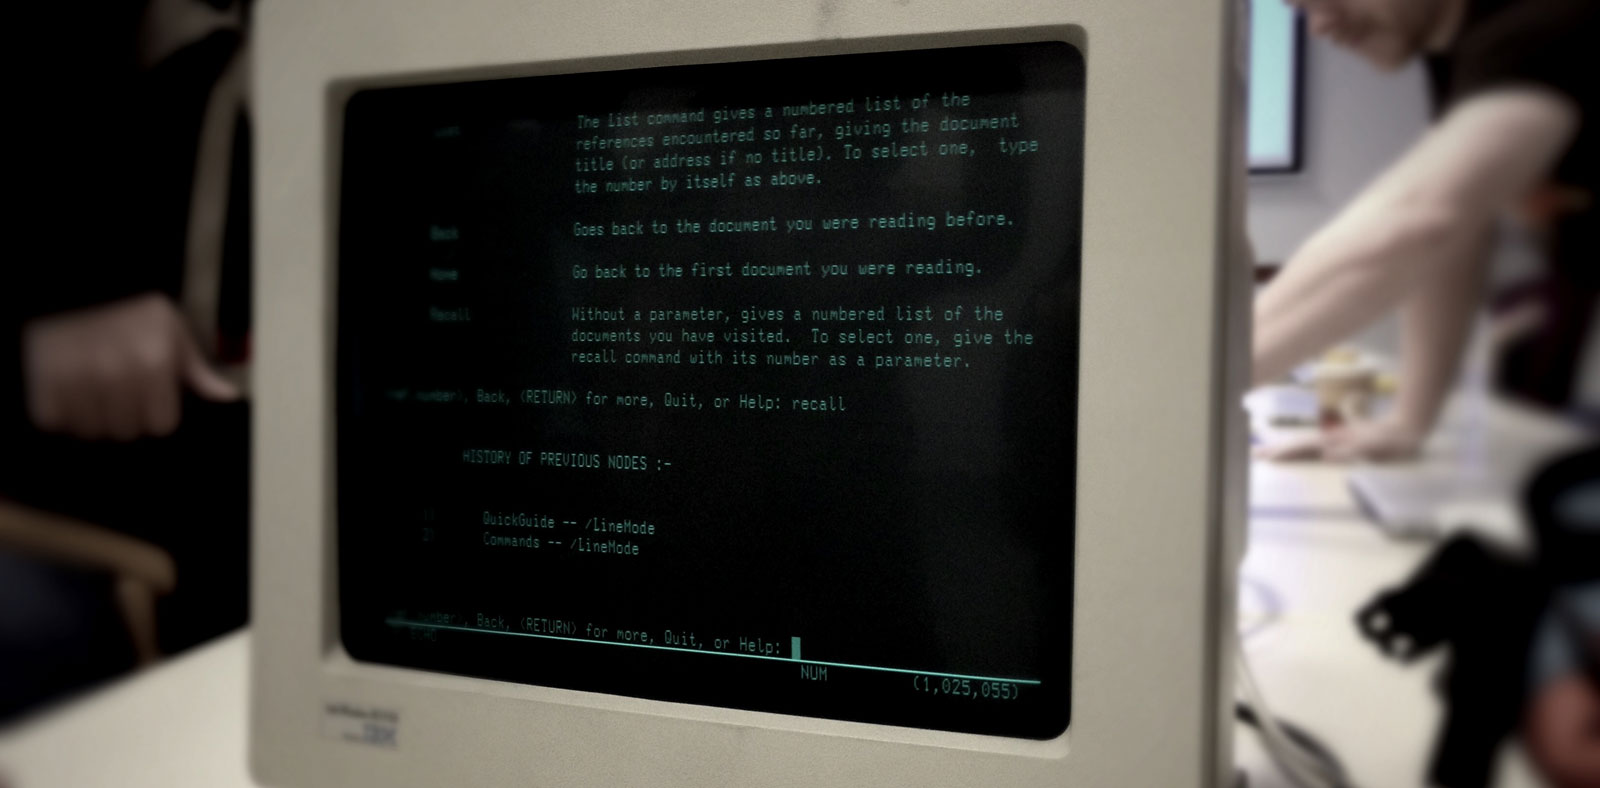 The List command gives a numbered list of the
references encountered so far, giving the document
title (or address if no title). To select one,  type
the number by itself as above.
Back Goes back to the document you were reading before.
Home Go back to the first document you were reading.
Recall Without a parameter, gives a numbered list of the
documents you have visited.  To select one, give the
recall command with its number as a parameter.
number>, Back, <RETURN> for more, Quit, or Help: recall
HISTORY OF PREVIOUS NODES :-
QuickGuide -- /LineMode
Commands -- /LineMode
number>, Back, <RETURN> for more, Quit, or Help:
ECHO NUM (1,025,055)
IBM